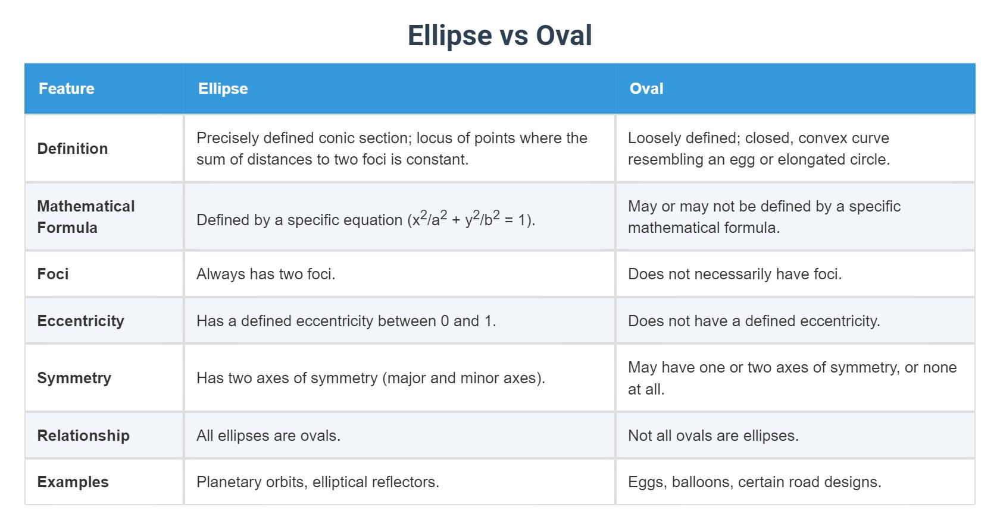 Ellipse vs Oval
Feature
Ellipse
Oval
Definition
Precisely defined conic section; locus of points where the
sum of distances to two foci is constant.
Loosely defined; closed, convex curve
resembling an egg or elongated circle.
Mathematical
Formula
Defined by a specific equation (x²/a² + y²/b² = 1).
May or may not be defined by a specific
mathematical formula.
Foci
Always has two foci.
Does not necessarily have foci.
Eccentricity
Has a defined eccentricity between 0 and 1.
Does not have a defined eccentricity.
Symmetry
Has two axes of symmetry (major and minor axes).
May have one or two axes of symmetry, or none
at all.
Relationship
All ellipses are ovals.
Not all ovals are ellipses.
Examples
Planetary orbits, elliptical reflectors.
Eggs, balloons, certain road designs.